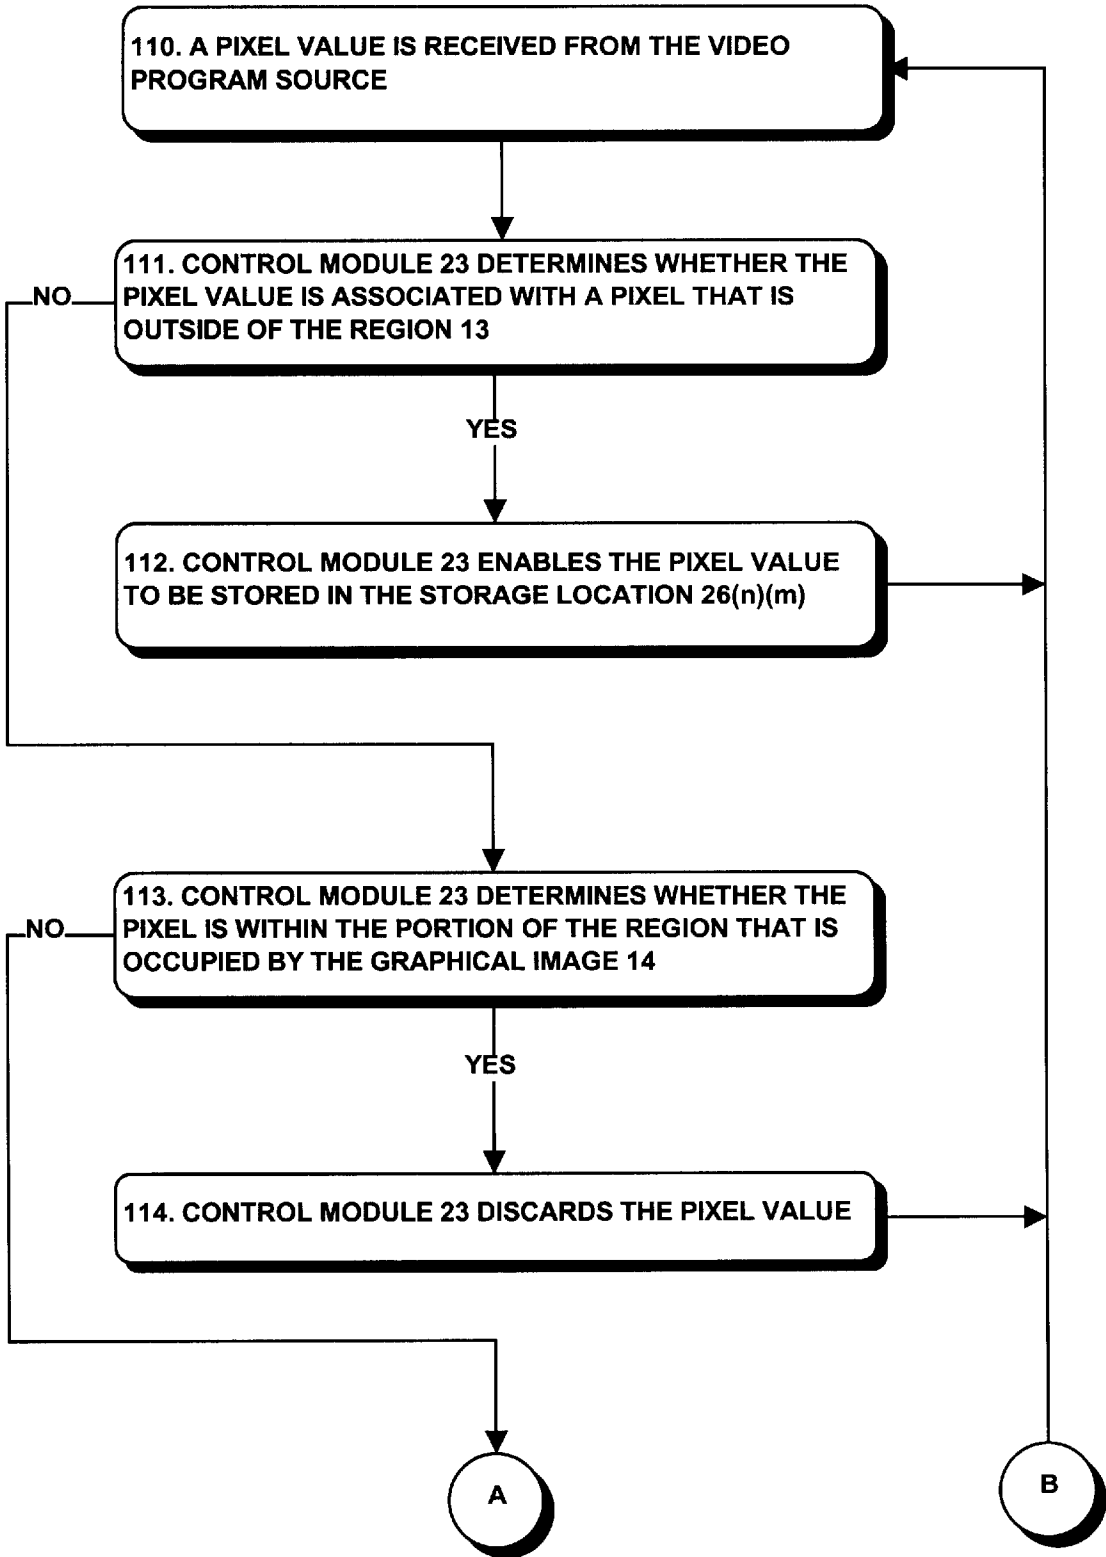 110. A PIXEL VALUE IS RECEIVED FROM THE VIDEO
PROGRAM SOURCE
111. CONTROL MODULE 23 DETERMINES WHETHER THE
PIXEL VALUE IS ASSOCIATED WITH A PIXEL THAT IS
OUTSIDE OF THE REGION 13
NO
YES
112. CONTROL MODULE 23 ENABLES THE PIXEL VALUE
TO BE STORED IN THE STORAGE LOCATION 26(n)(m)
113. CONTROL MODULE 23 DETERMINES WHETHER THE
PIXEL IS WITHIN THE PORTION OF THE REGION THAT IS
OCCUPIED BY THE GRAPHICAL IMAGE 14
NO
YES
114. CONTROL MODULE 23 DISCARDS THE PIXEL VALUE
A
B